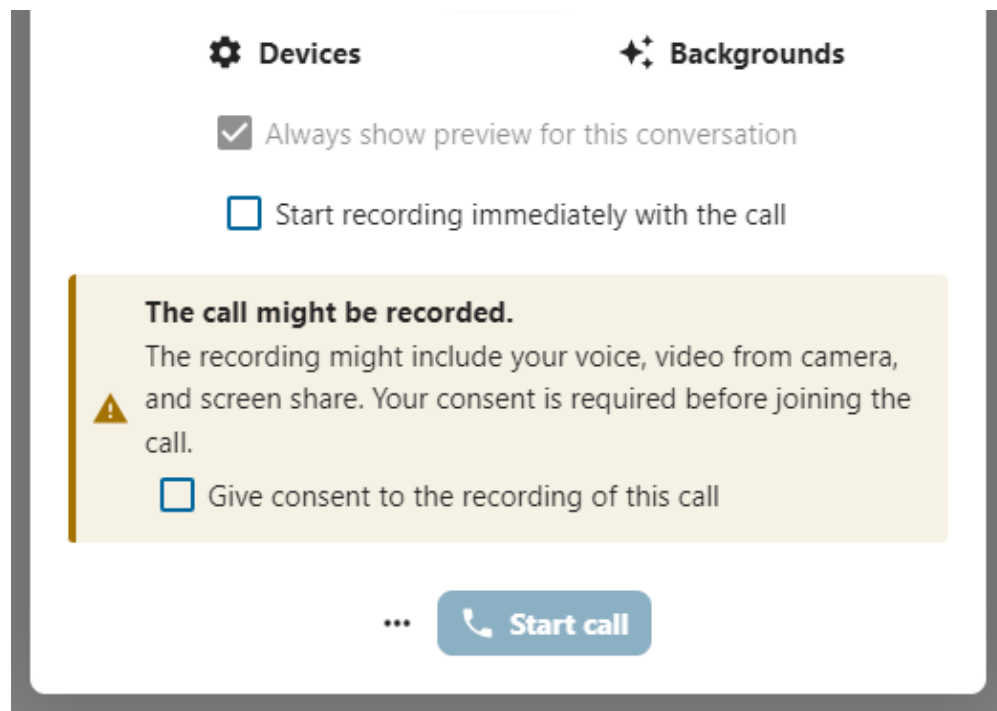 Devices
Backgrounds
Always show preview for this conversation
Start recording immediately with the call
The call might be recorded.
The recording might include your voice, video from camera,
and screen share. Your consent is required before joining the
call.
Give consent to the recording of this call
Start call